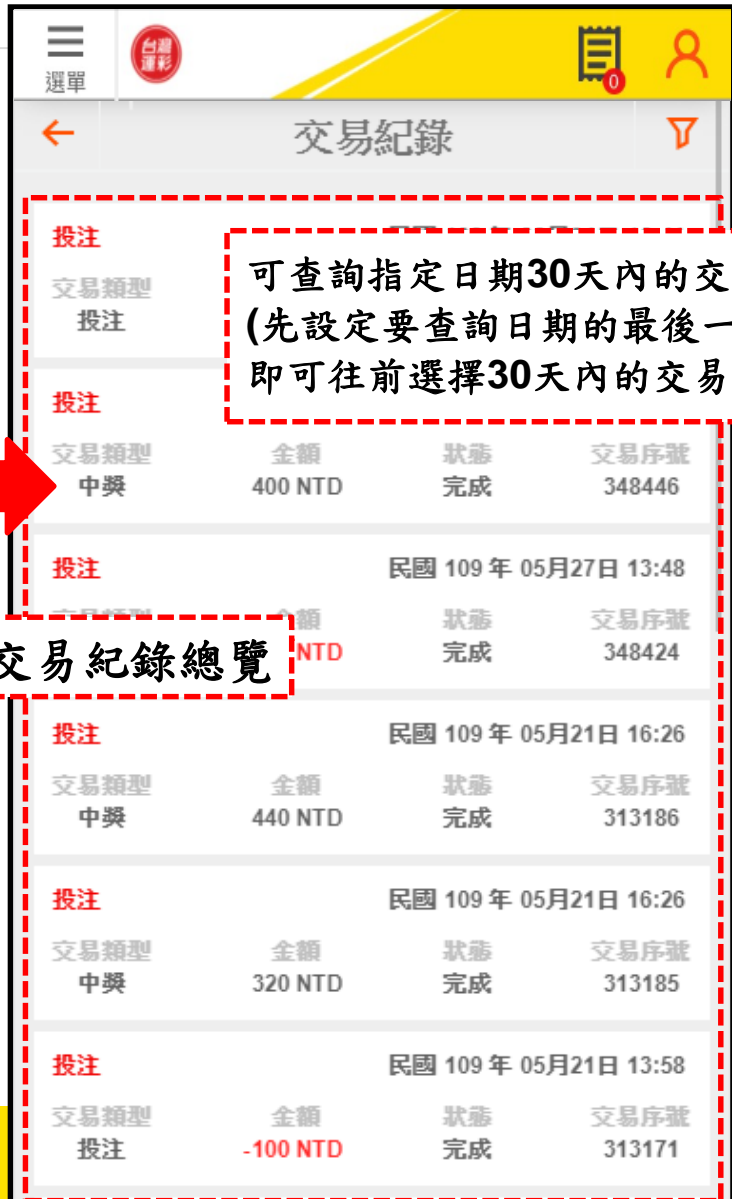 選單
台灣
運彩
0
交易紀錄
投注
可查詢指定日期30天內的交
(先設定要查詢日期的最後一
即可往前選擇30天內的交易
交易類型
投注
投注
交易類型 金額 狀態 交易序號
中獎 400 NTD 完成 348446
投注 民國 109 年 05月27日 13:48
狀態 交易序號
交易紀錄總覽
NTD 完成 348424
投注 民國 109 年 05月21日 16:26
交易類型 金額 狀態 交易序號
中獎 440 NTD 完成 313186
投注 民國 109 年 05月21日 16:26
交易類型 金額 狀態 交易序號
中獎 320 NTD 完成 313185
投注 民國 109 年 05月21日 13:58
交易類型 金額 狀態 交易序號
投注 -100 NTD 完成 313171